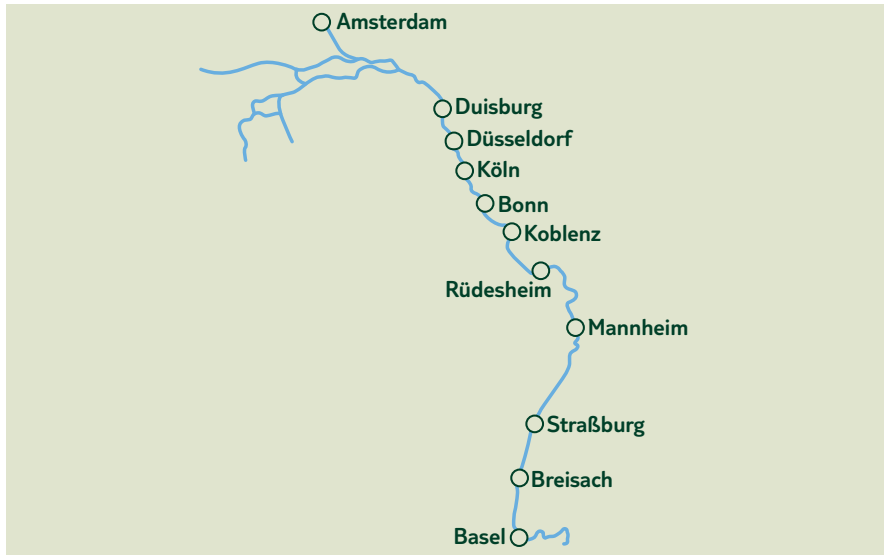 Amsterdam
Duisburg
Düsseldorf
Köln
Bonn
Koblenz
Rüdesheim
Mannheim
Straßburg
Breisach
Basel